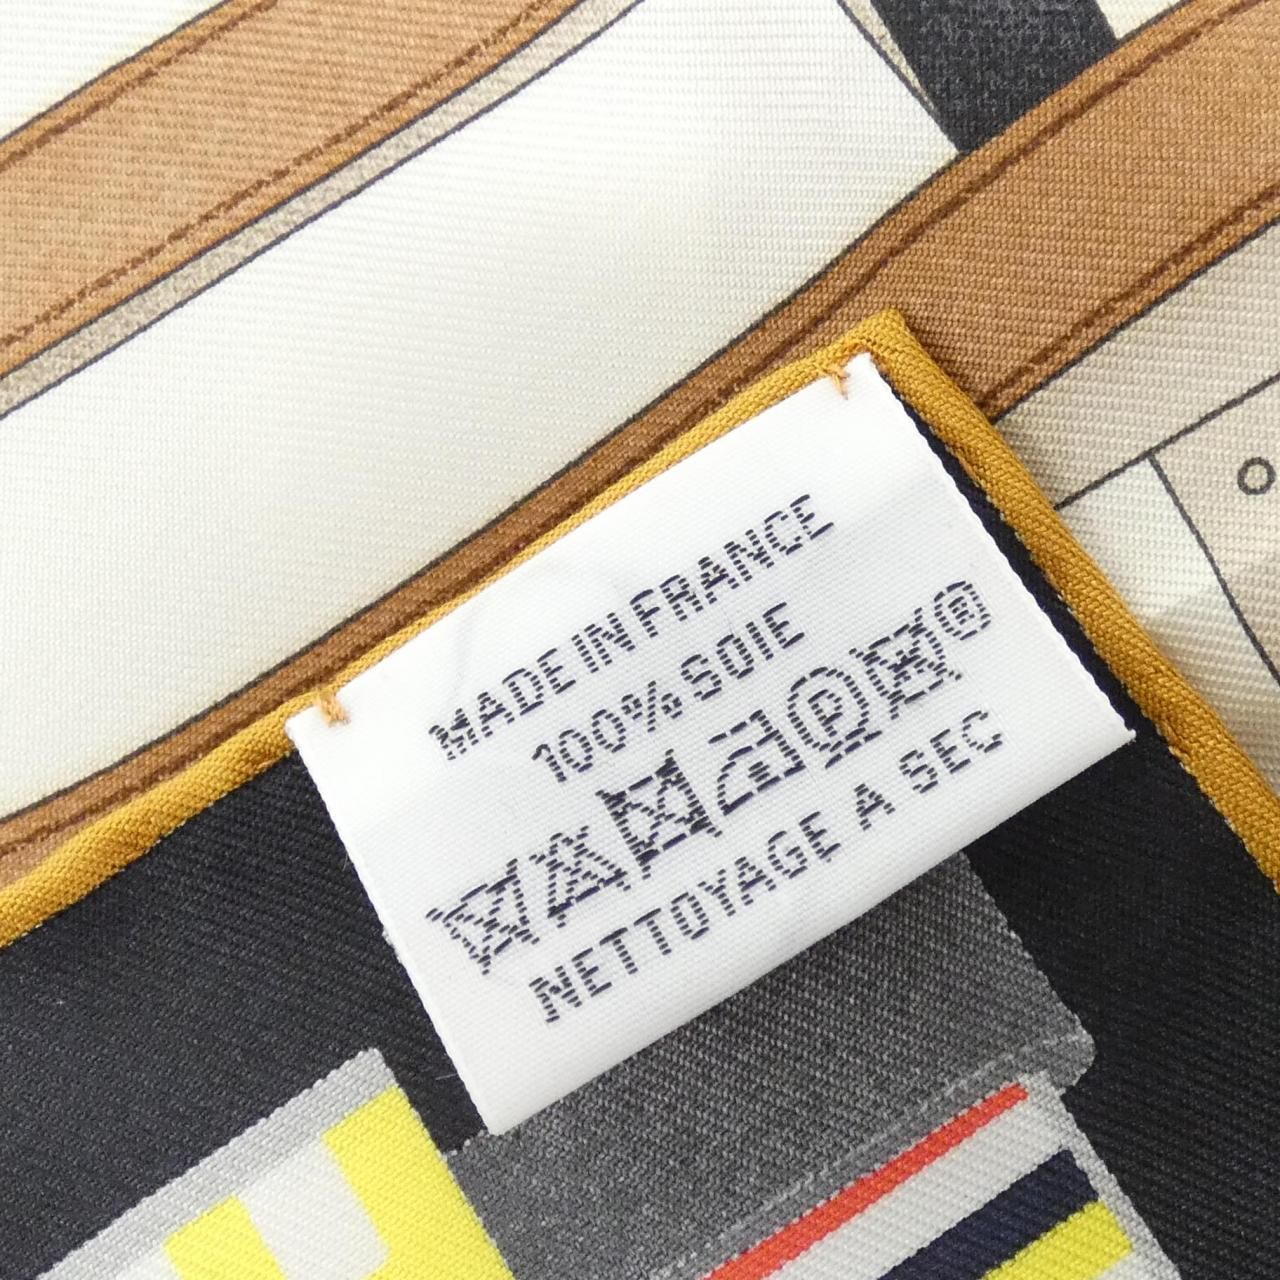 MADE IN FRANCE
100% SOIE
P ®
NETTOYAGE A SEC